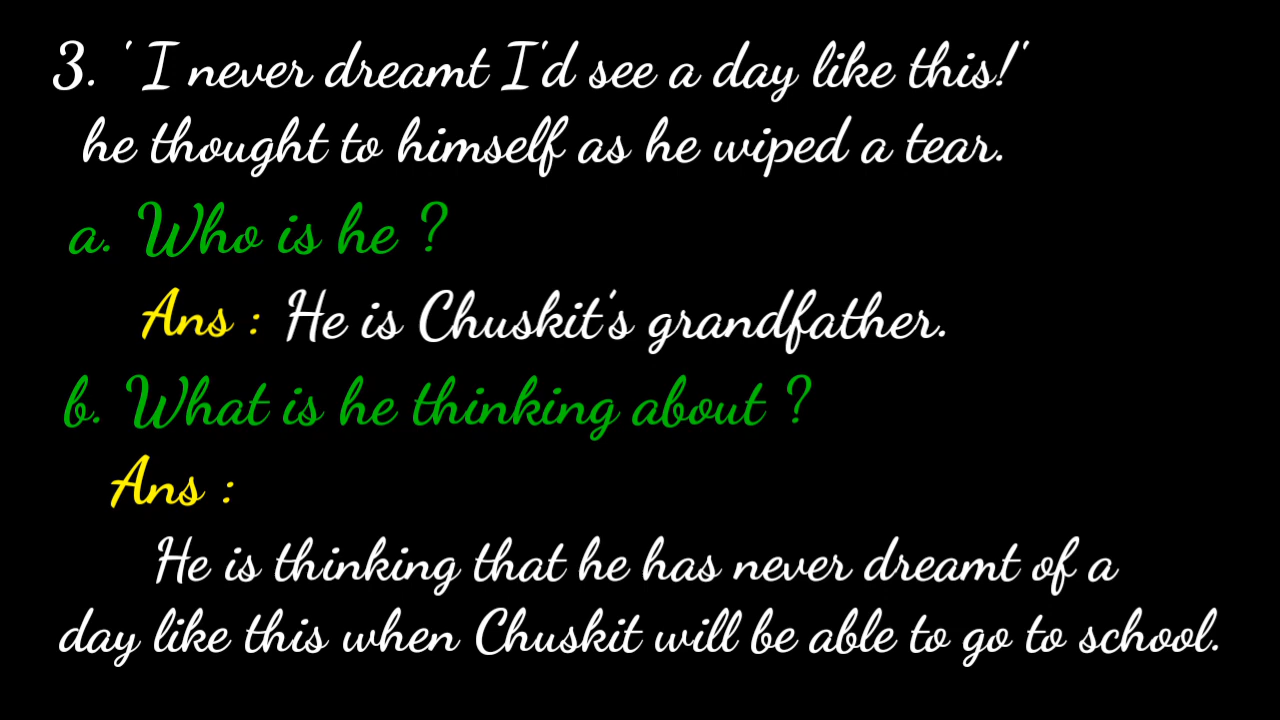 3. ' I never dreamt I'd see a day like this!'
he thought to himself as he wiped a tear.
a. Who is he ?
Ans : He is Chuskit's grandfather.
b. What is he thinking about ?
Ans :
He is thinking that he has never dreamt of a
day like this when Chuskit will be able to go to school.